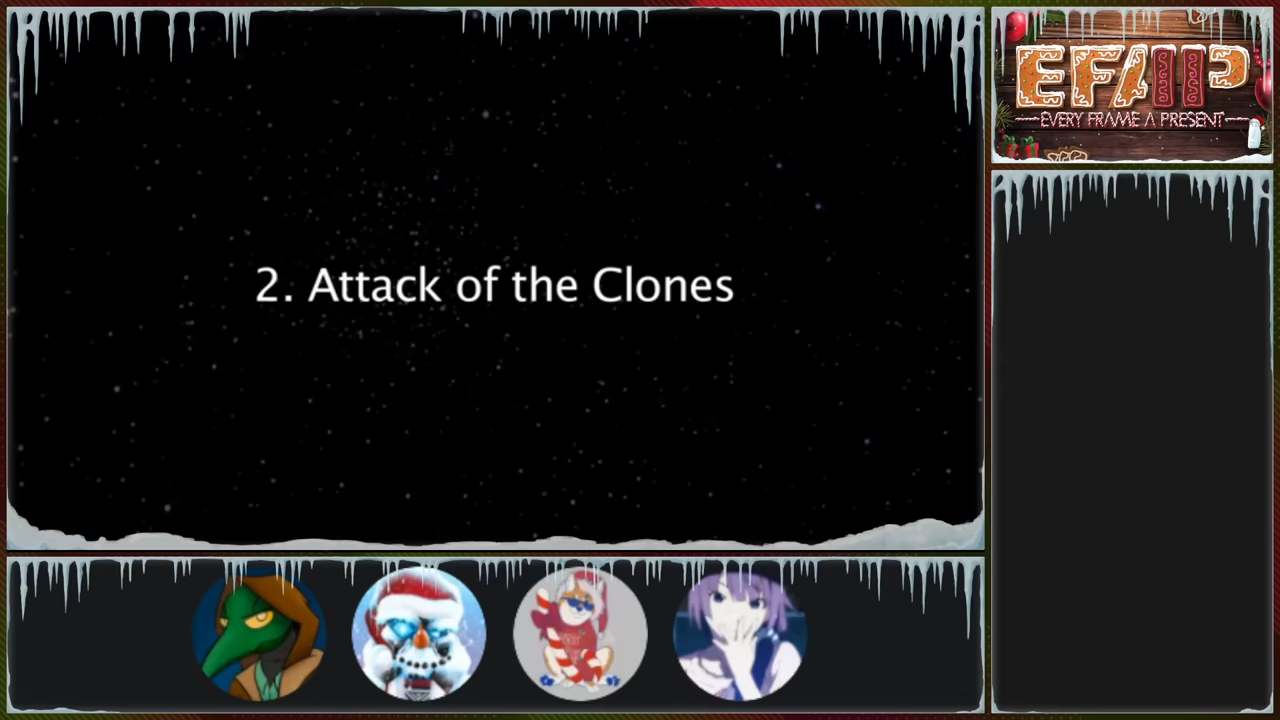 2. Attack of the Clones
EFAP
EVERY FRAME A PRESENT